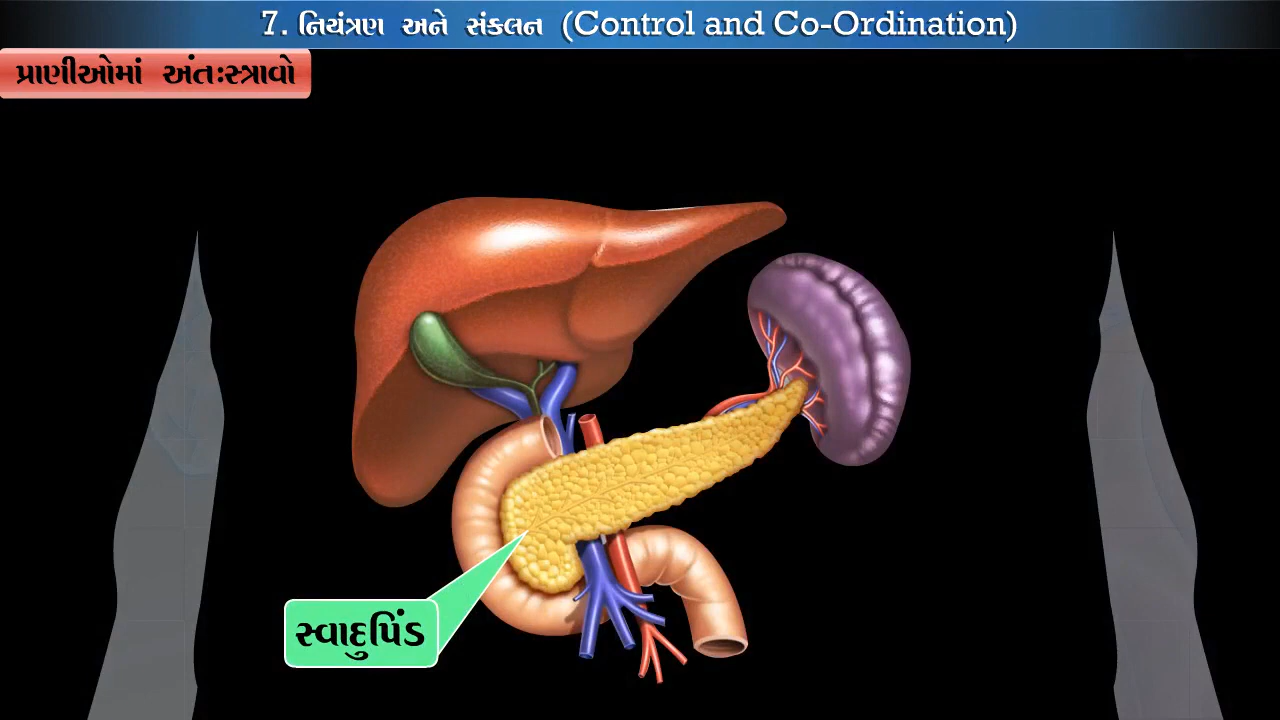 7. નિયંત્રણ અને સંકલન (Control and Co-Ordination)
પ્રાણીઓમાં અંતઃસ્ત્રાવો
સ્વાદુપિંડ